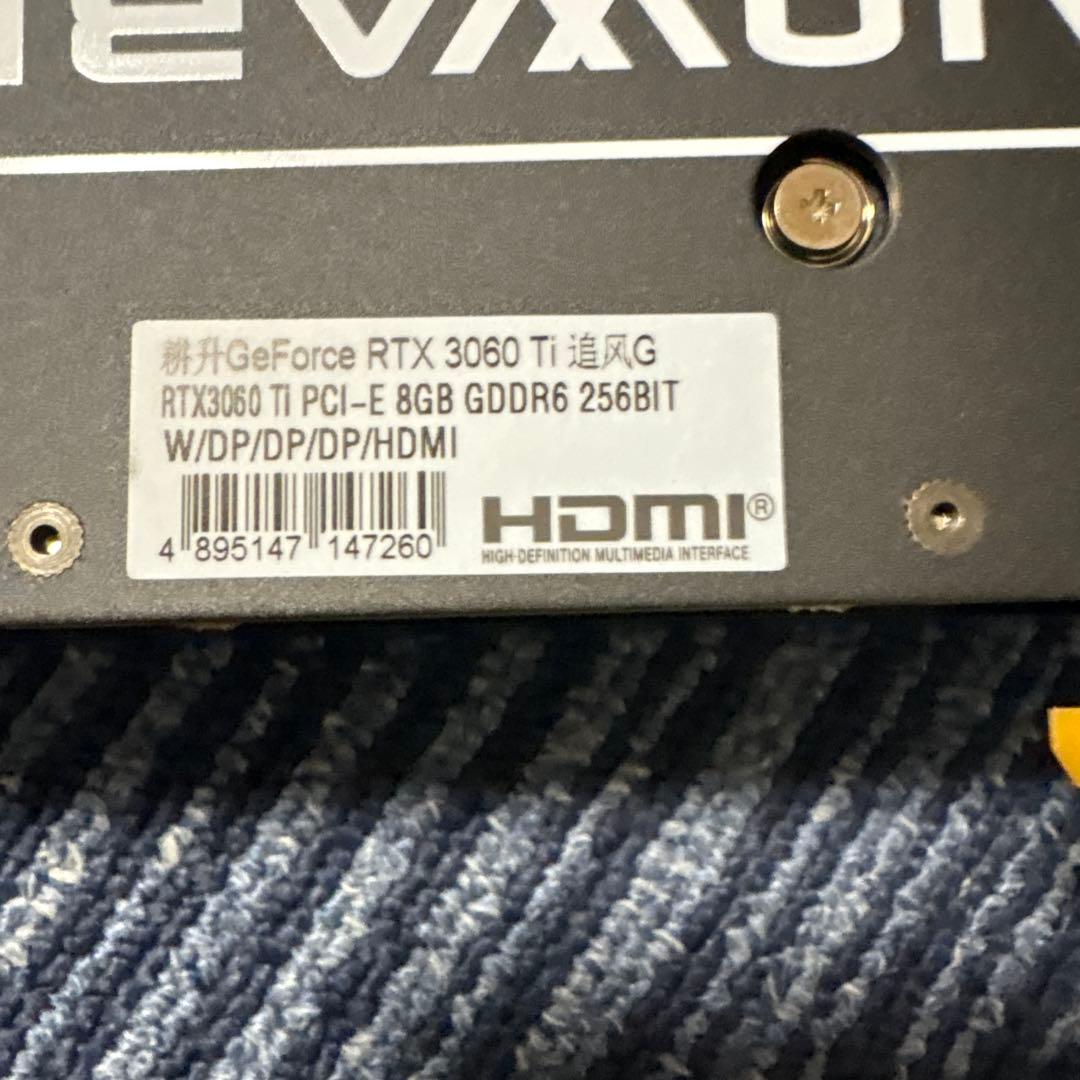 耕升GeForce RTX 3060 Ti 追风G
RTX3060 Ti PCI-E 8GB GDDR6 256BIT
W/DP/DP/DP/HDMI
4 895147 147260
HDMI®
HIGH-DEFINITION MULTIMEDIA INTERFACE